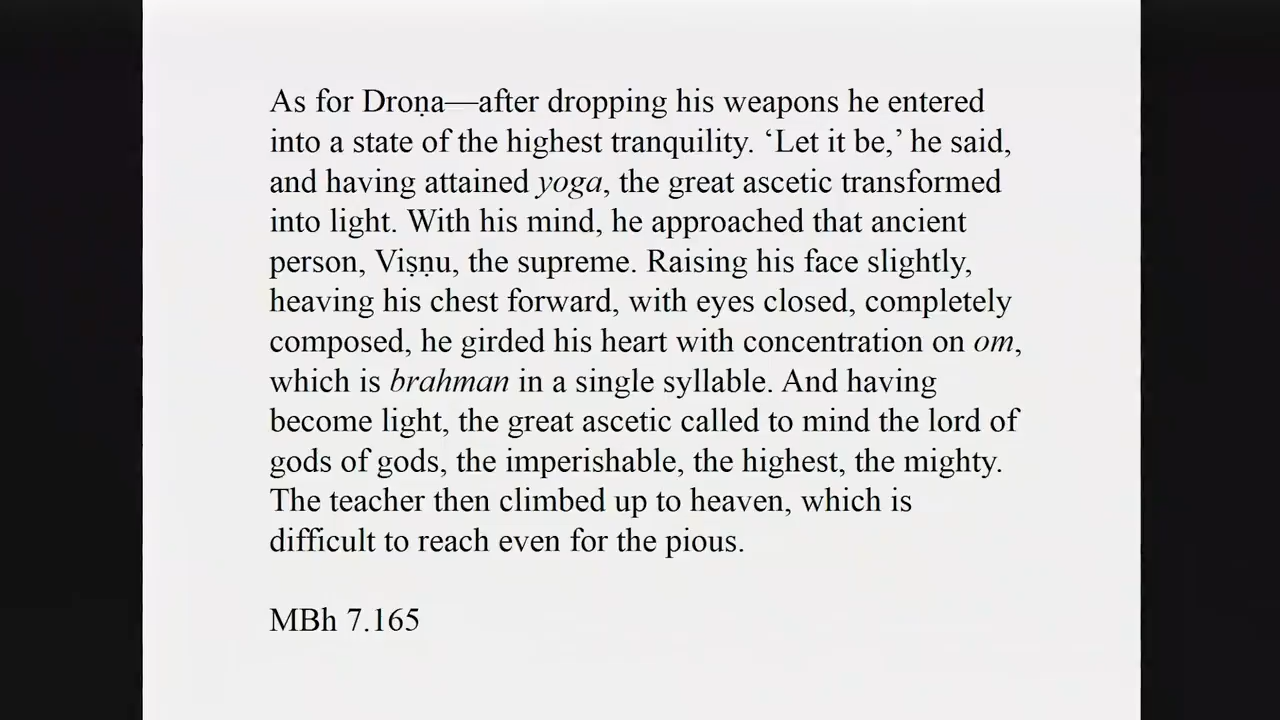 As for Droṇa—after dropping his weapons he entered
into a state of the highest tranquility. ‘Let it be,’ he said,
and having attained yoga, the great ascetic transformed
into light. With his mind, he approached that ancient
person, Viṣṇu, the supreme. Raising his face slightly,
heaving his chest forward, with eyes closed, completely
composed, he girded his heart with concentration on om,
which is brahman in a single syllable. And having
become light, the great ascetic called to mind the lord of
gods of gods, the imperishable, the highest, the mighty.
The teacher then climbed up to heaven, which is
difficult to reach even for the pious.
MBh 7.165